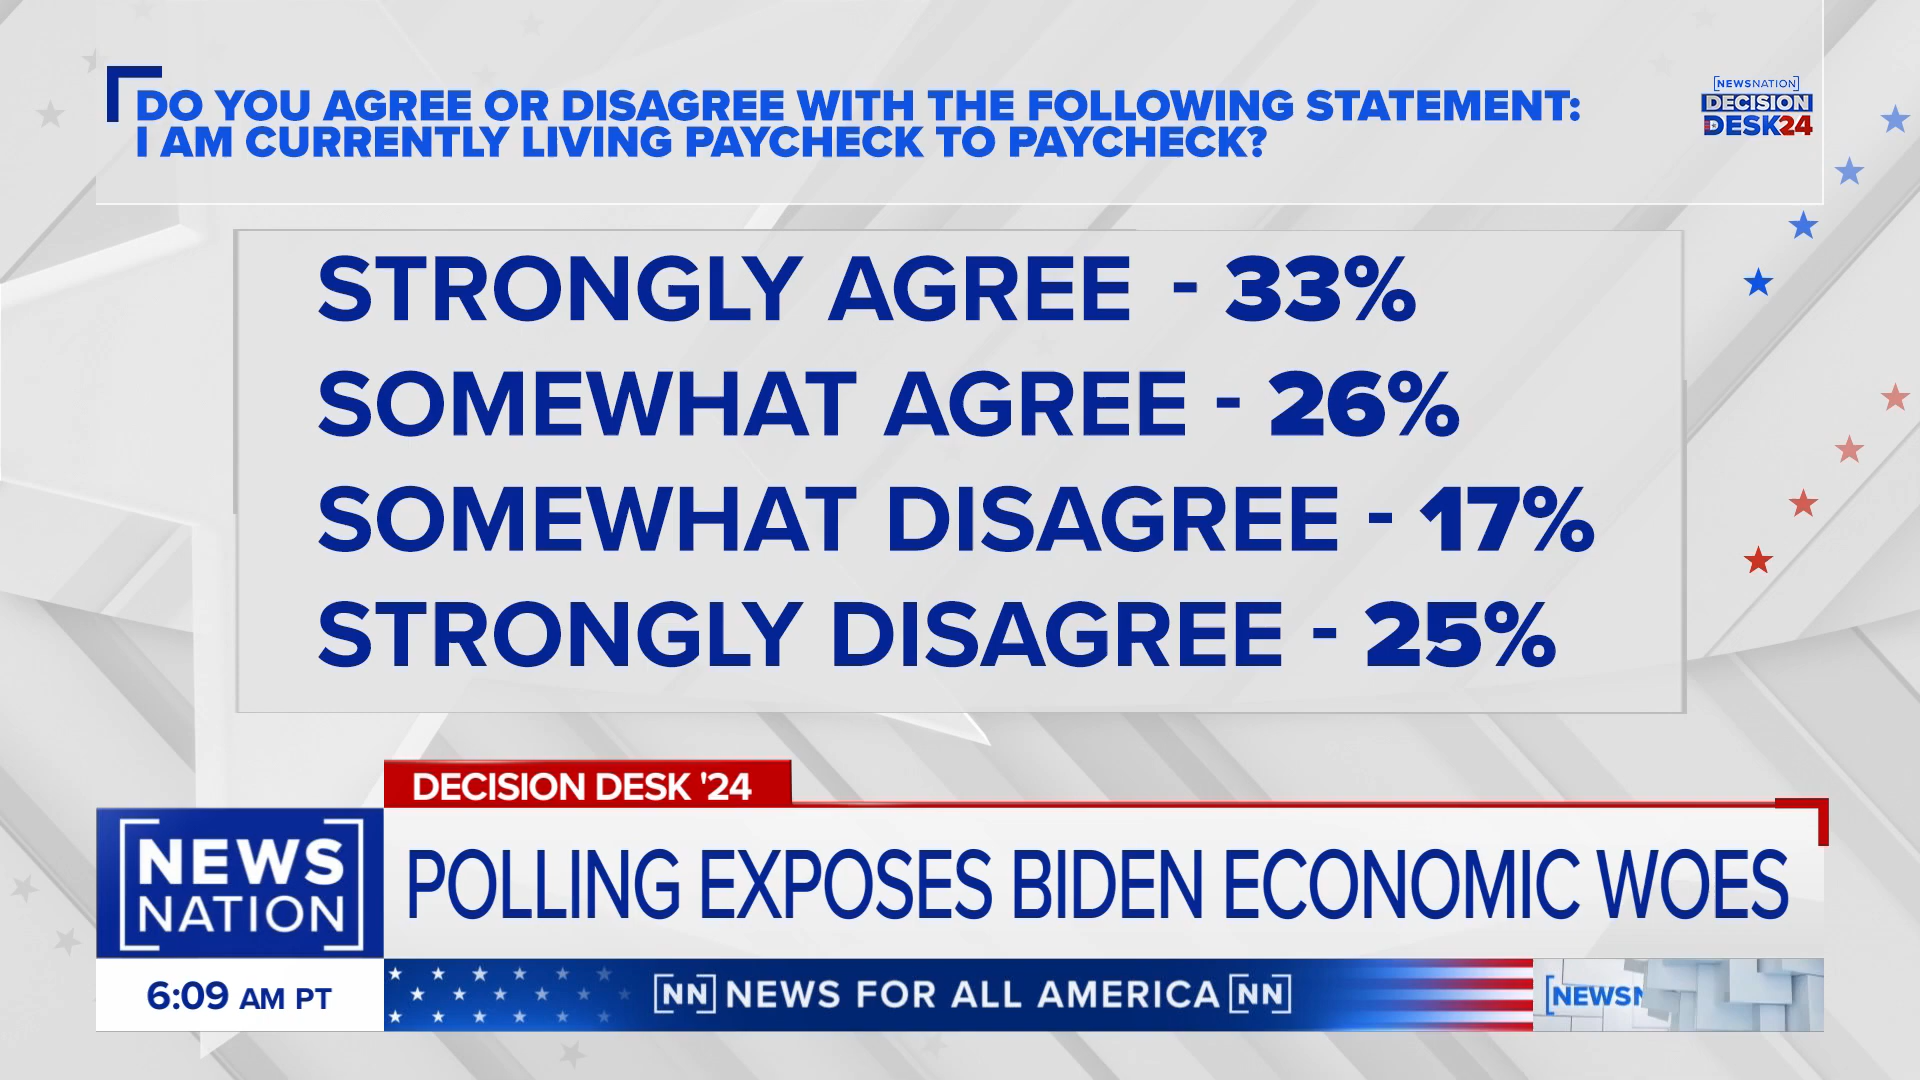 DO YOU AGREE OR DISAGREE WITH THE FOLLOWING STATEMENT:
I AM CURRENTLY LIVING PAYCHECK TO PAYCHECK?
[NEWSNATION]
DECISION
DESK24
STRONGLY AGREE - 33%
SOMEWHAT AGREE - 26%
SOMEWHAT DISAGREE - 17%
STRONGLY DISAGREE - 25%
DECISION DESK '24
NEWS
NATION
POLLING EXPOSES BIDEN ECONOMIC WOES
6:09 AM PT
[NN] NEWS FOR ALL AMERICA [NN]
[NEWSN